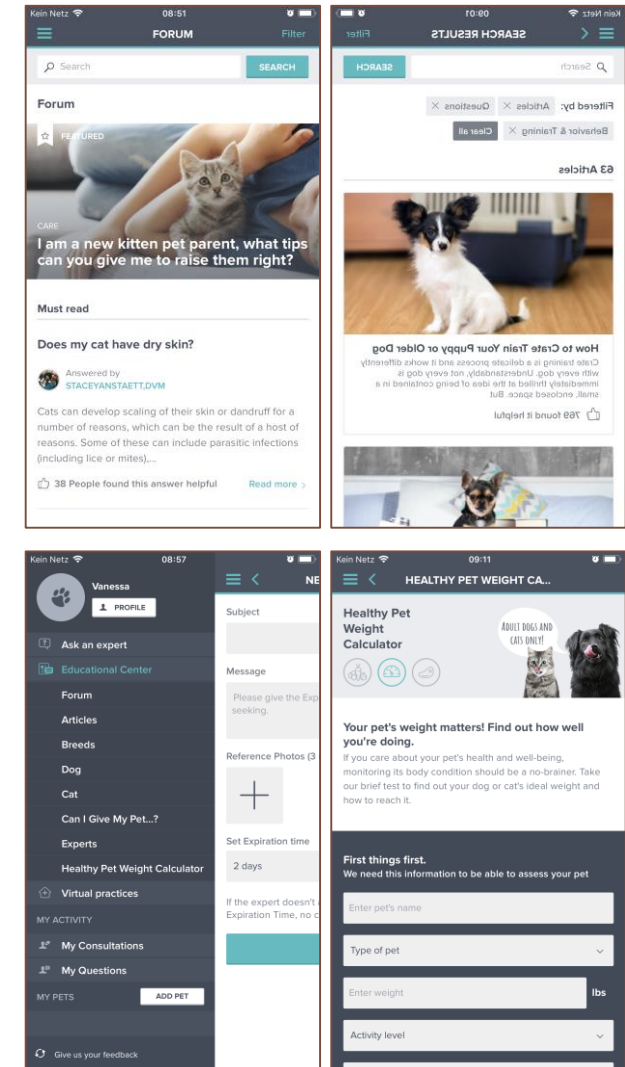 Kein Netz 08:51
FORUM Filter
Search SEARCH
Forum
FEATURED
CARE
I am a new kitten pet parent, what tips
can you give me to raise them right?
Must read
Does my cat have dry skin?
Answered by
STACEYANSTAETT,DVM
Cats can develop scaling of their skin or dandruff for a
number of reasons, which can be the result of a host of
reasons. Some of these can include parasitic infections
(including lice or mites),...
38 People found this answer helpful Read more >
Kein Netz 09:01
SEARCH RESULTS Filter
Search SEARCH
Filtered by: Articles × Questions ×
Behavior & Training × Clear all
63 Articles
How to Crate Train Your Puppy or Older Dog
Crate training is a delicate process and it works differently
with every dog. Understandably, not every dog is
immediately thrilled at the idea of being contained in a
small, enclosed space. But
769 found it helpful
Kein Netz 08:57
Vanessa
PROFILE
Ask an expert
Educational Center
Forum
Articles
Breeds
Dog
Cat
Can I Give My Pet...?
Experts
Healthy Pet Weight Calculator
Virtual practices
MY ACTIVITY
My Consultations
My Questions
MY PETS ADD PET
Give us your feedback
NE
Subject
Message
Please give the Exp
seeking.
Reference Photos (3
Set Expiration time
2 days
If the expert doesn't a
Expiration Time, no c
Kein Netz 09:11
HEALTHY PET WEIGHT CA...
Healthy Pet
Weight
Calculator
ADULT DOGS AND
CATS ONLY!
Your pet's weight matters! Find out how well
you're doing.
If you care about your pet's health and well-being,
monitoring its body condition should be a no-brainer. Take
our brief test to find out your dog or cat's ideal weight and
how to reach it.
First things first.
We need this information to be able to assess your pet
Enter pet's name
Type of pet
Enter weight lbs
Activity level